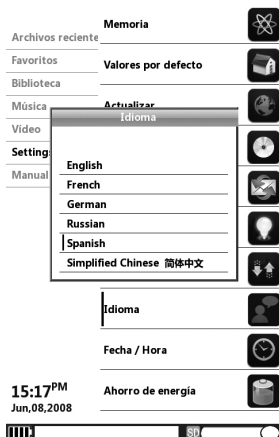 Memoria
Archivos reciente
Favoritos
Valores por defecto
Biblioteca
Música
Actualizar
Idioma
Vídeo
Settings
Manual
English
French
German
Russian
Spanish
Simplified Chinese 简体中文
Idioma
Fecha / Hora
15:17PM
Ahorro de energía
Jun,08,2008
SD